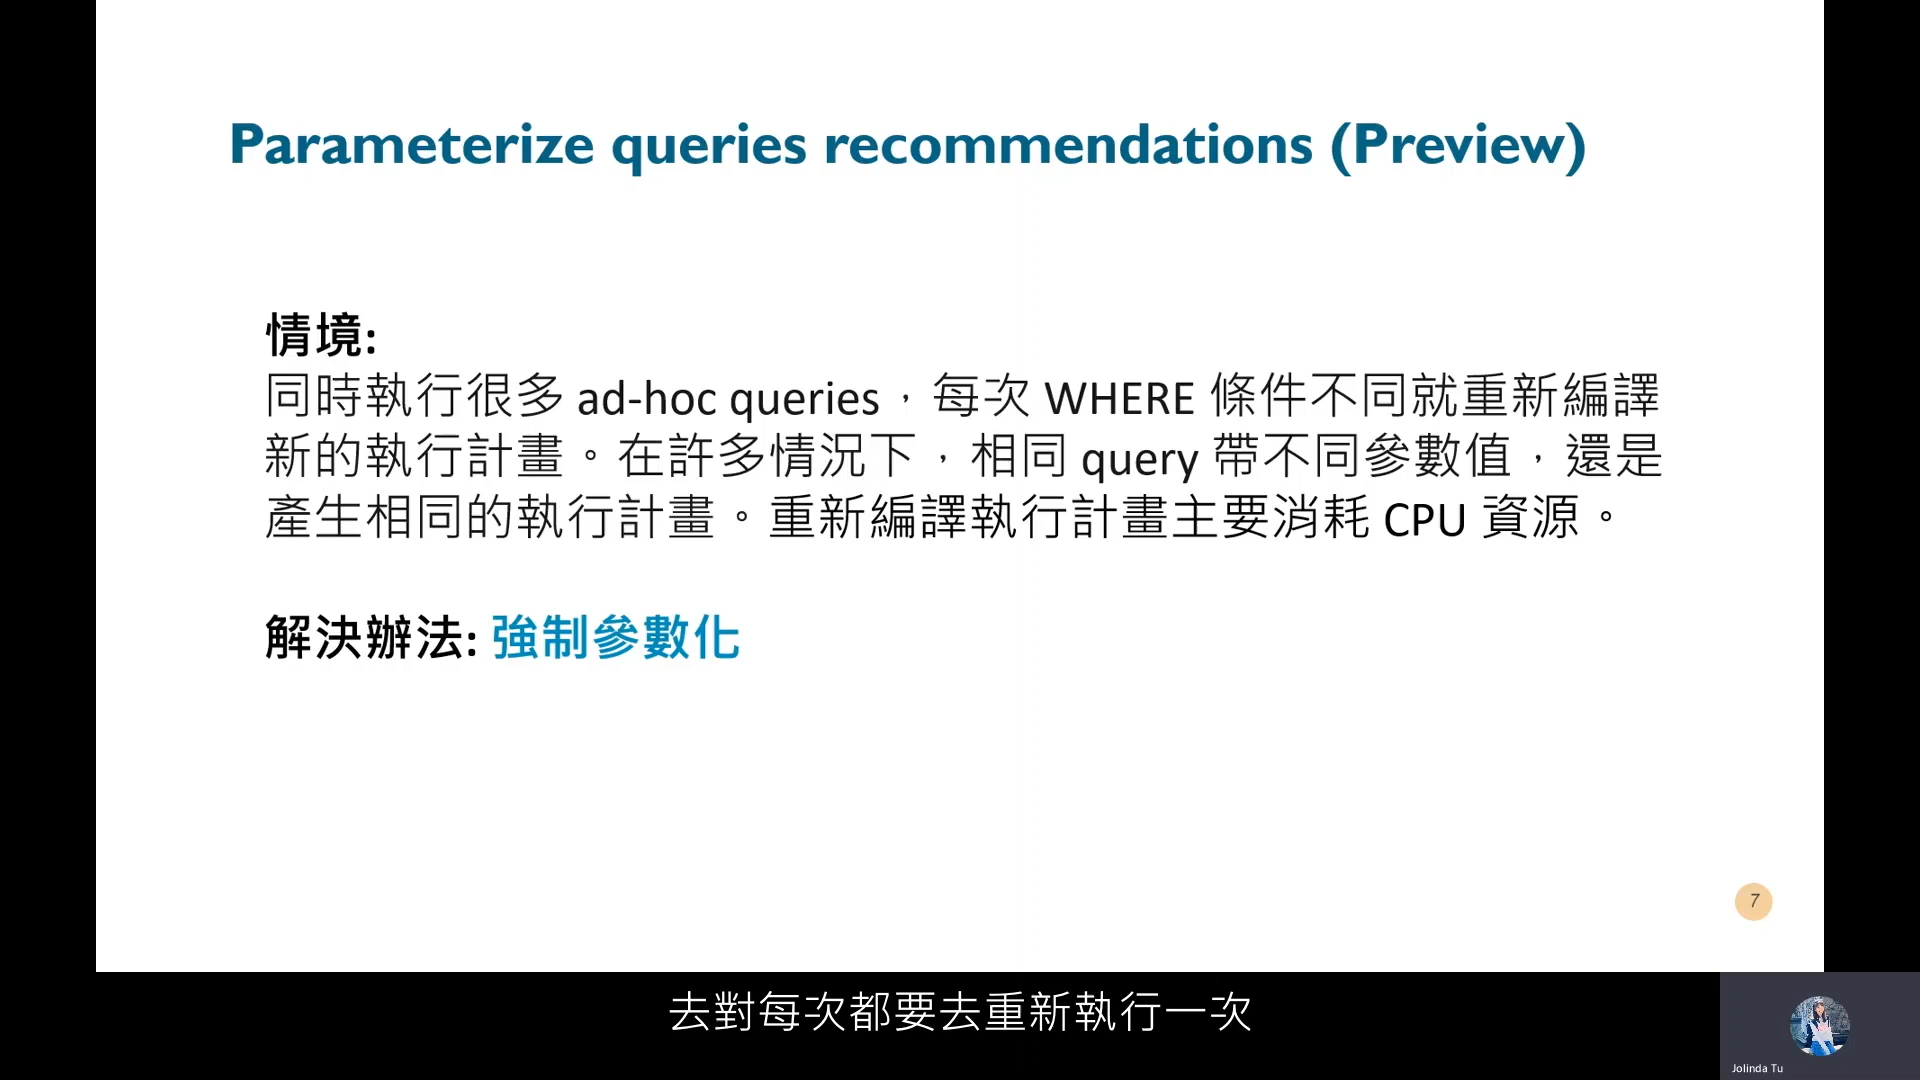 Parameterize queries recommendations (Preview)
情境:
同時執行很多 ad-hoc queries，每次 WHERE 條件不同就重新編譯
新的執行計畫。在許多情況下，相同 query 帶不同參數值，還是
產生相同的執行計畫。重新編譯執行計畫主要消耗 CPU 資源。
解決辦法: 強制參數化
7
去對每次都要去重新執行一次
Jolinda Tu